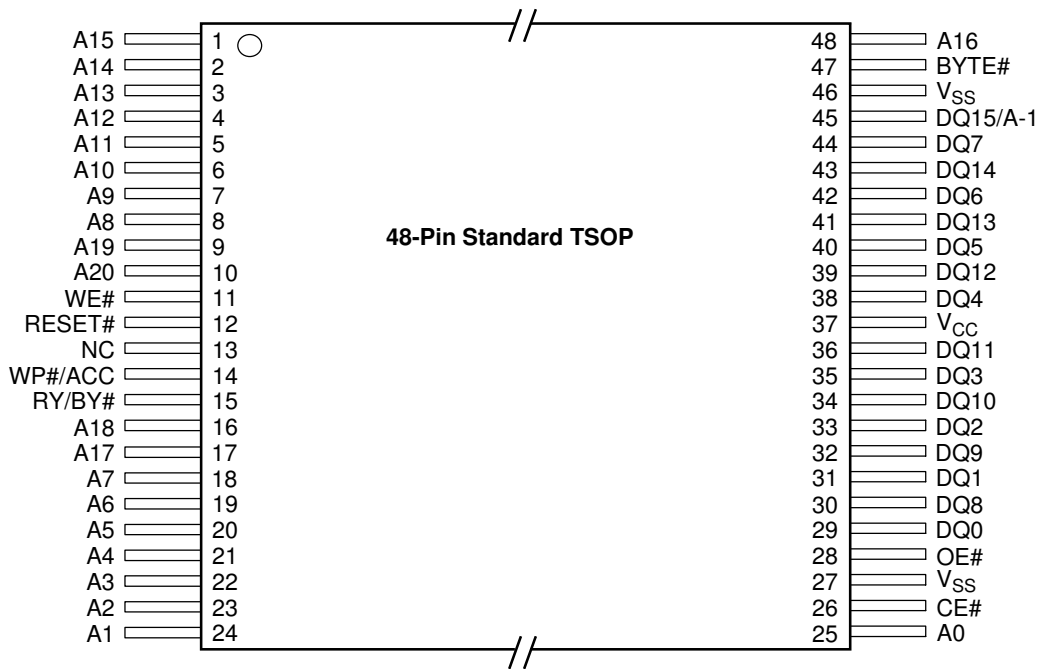 A15 1 48 A16
A14 2 47 BYTE#
A13 3 46 VSS
A12 4 45 DQ15/A-1
A11 5 44 DQ7
A10 6 43 DQ14
A9 7 42 DQ6
A8 8 41 DQ13
48-Pin Standard TSOP
A19 9 40 DQ5
A20 10 39 DQ12
WE# 11 38 DQ4
RESET# 12 37 VCC
NC 13 36 DQ11
WP#/ACC 14 35 DQ3
RY/BY# 15 34 DQ10
A18 16 33 DQ2
A17 17 32 DQ9
A7 18 31 DQ1
A6 19 30 DQ8
A5 20 29 DQ0
A4 21 28 OE#
A3 22 27 VSS
A2 23 26 CE#
A1 24 25 A0